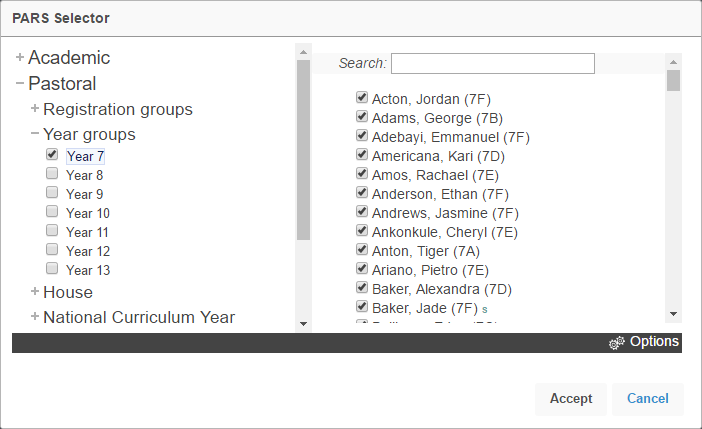 PARS Selector
Academic
Pastoral
Registration groups
Year groups
Year 7
Year 8
Year 9
Year 10
Year 11
Year 12
Year 13
House
National Curriculum Year
Search:
Acton, Jordan (7F)
Adams, George (7B)
Adebayi, Emmanuel (7F)
Americana, Kari (7D)
Amos, Rachael (7E)
Anderson, Ethan (7F)
Andrews, Jasmine (7F)
Ankonkule, Cheryl (7E)
Anton, Tiger (7A)
Ariano, Pietro (7E)
Baker, Alexandra (7D)
Baker, Jade (7F) s
Options
Accept Cancel